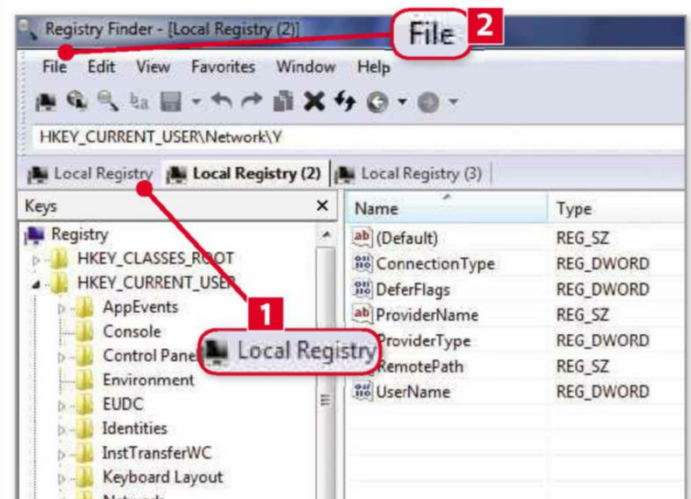 Registry Finder - [Local Registry (2)]
File 2
File Edit View Favorites Window Help
HKEY_CURRENT_USER\Network\Y
Local Registry Local Registry (2) Local Registry (3)
Keys x Name Type
Registry
(Default) REG_SZ
HKEY_CLASSES_ROOT
ConnectionType REG_DWORD
HKEY_CURRENT_USER
DeferFlags REG_DWORD
AppEvents
1
ProviderName REG_SZ
Console
ProviderType REG_DWORD
Control Pane
Local Registry
RemotePath REG_SZ
Environment
UserName REG_DWORD
EUDC
Identities
InstTransferWC
Keyboard Layout
Network